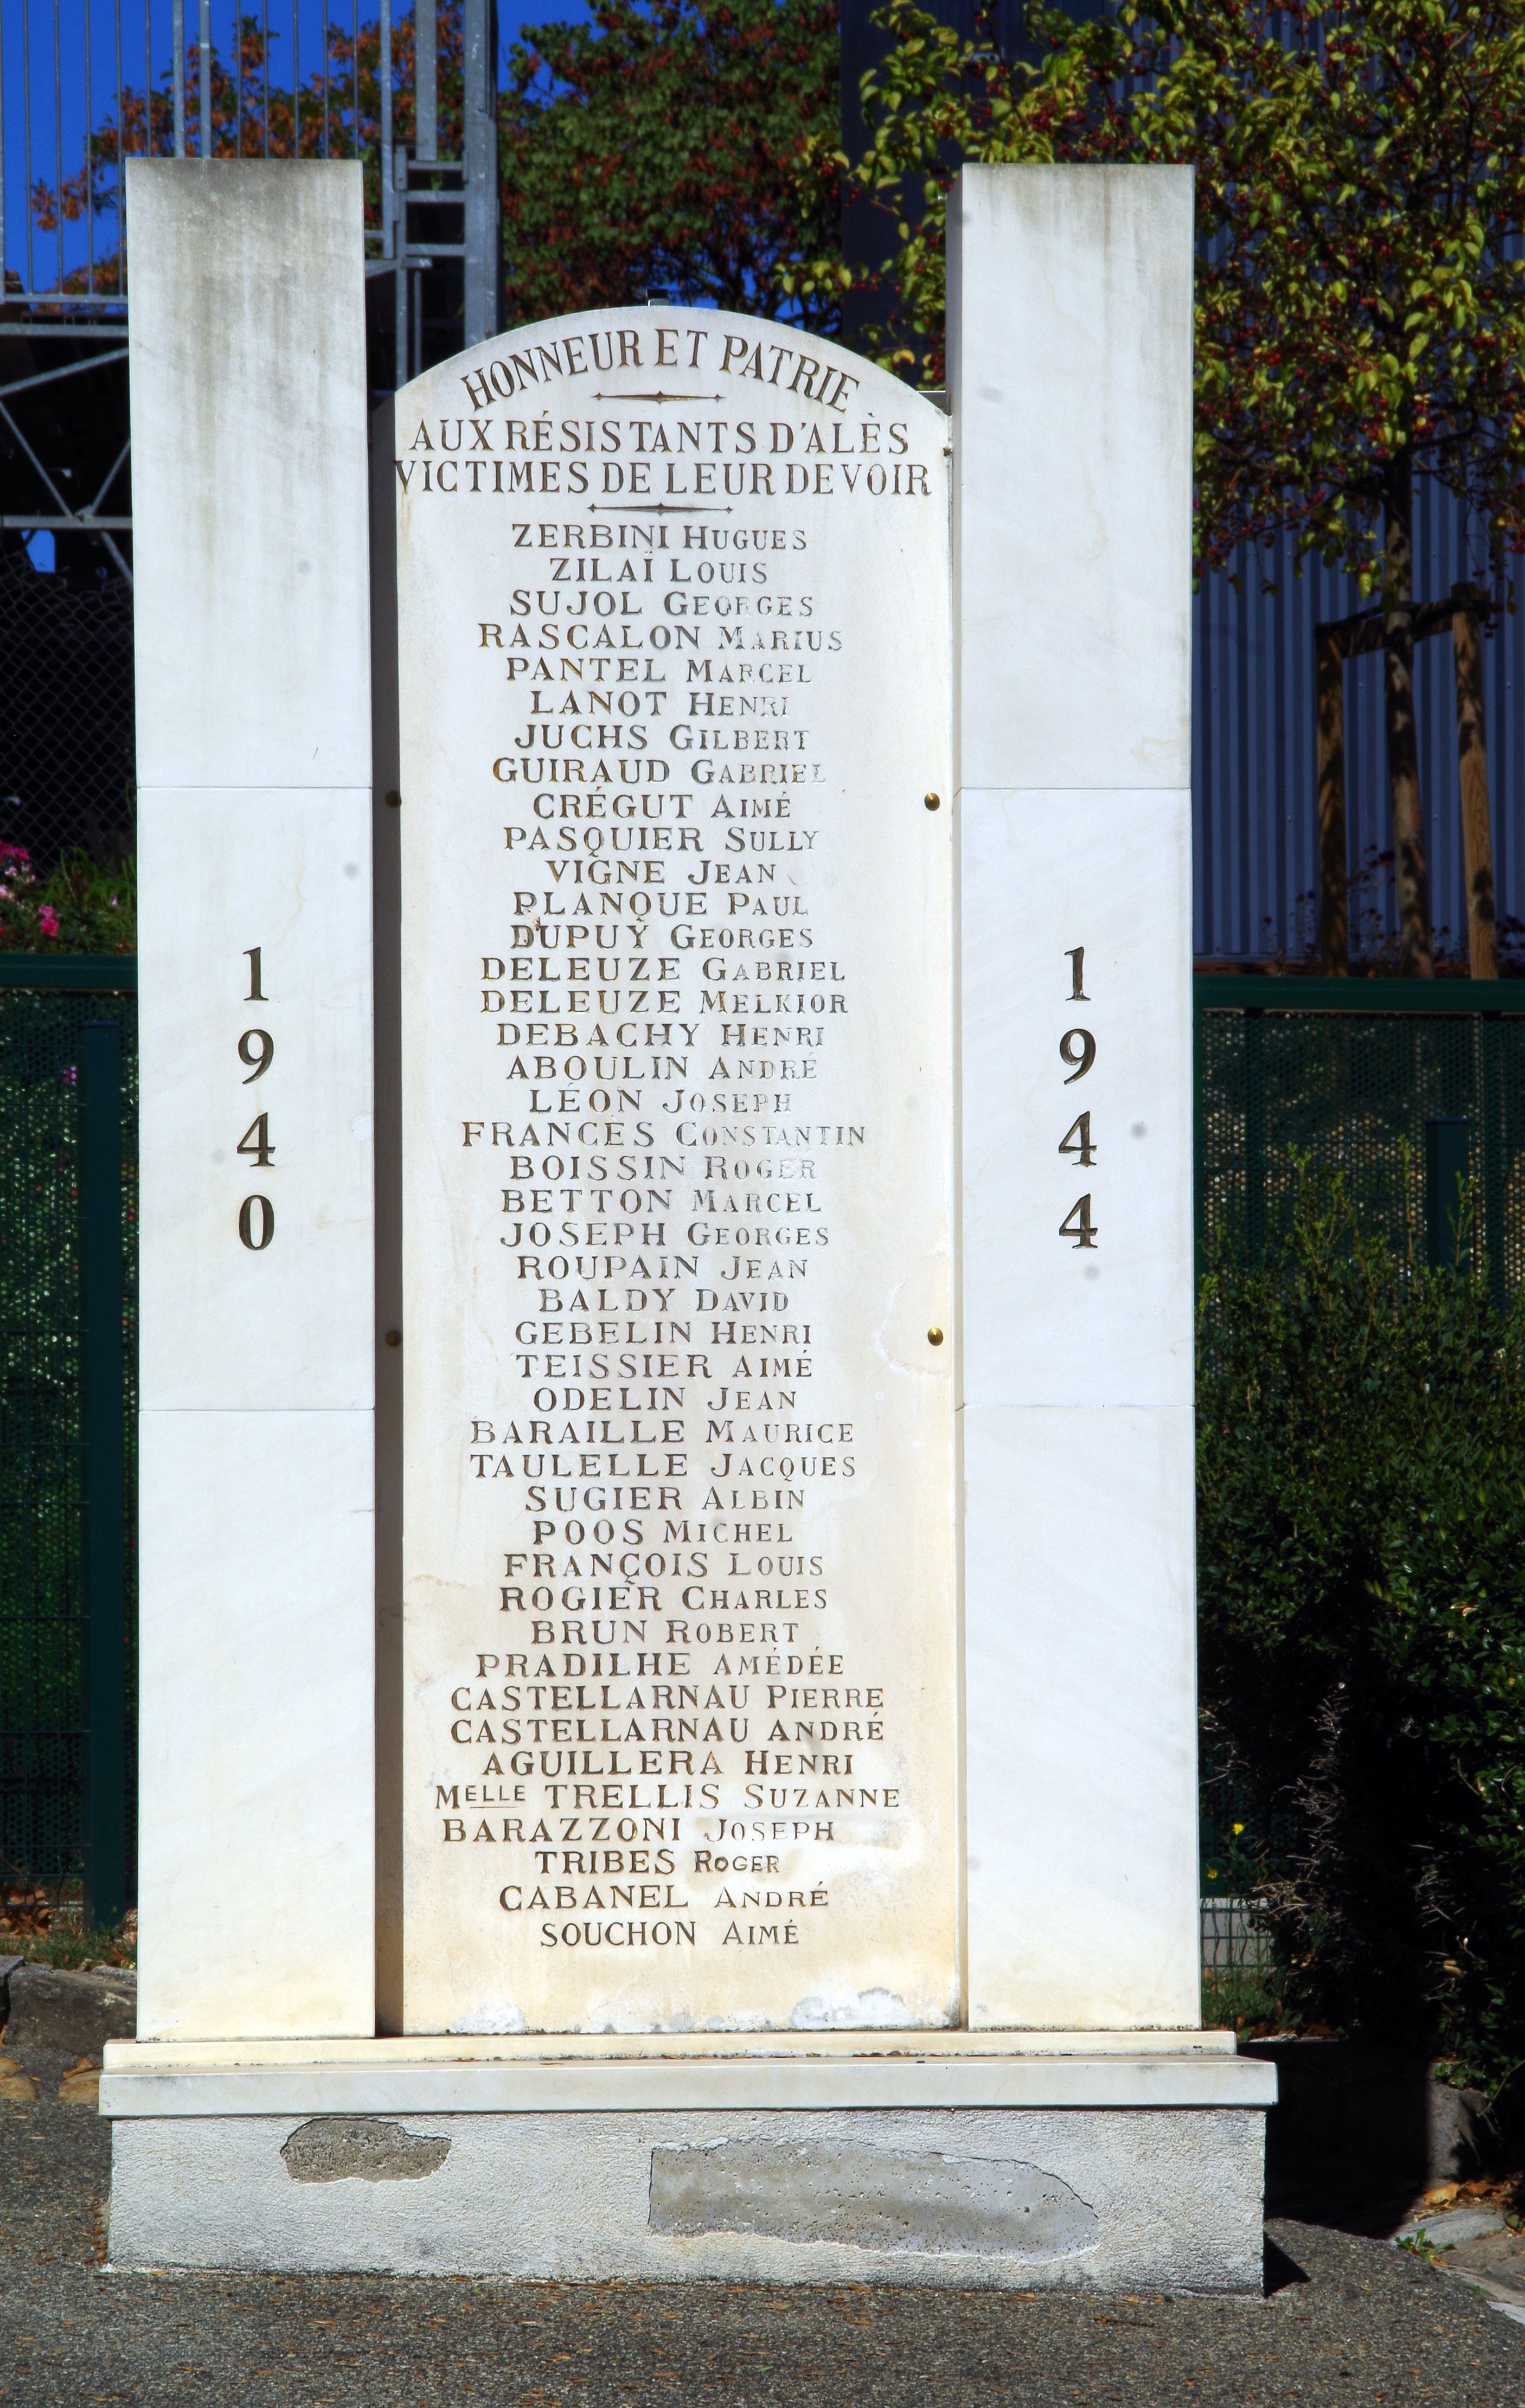 HONNEUR ET PATRIE
AUX RÉSISTANTS D'ALÈS
VICTIMES DE LEUR DEVOIR
ZERBINI HUGUES
ZILAÏ LOUIS
SUJOL GEORGES
RASCALON MARIUS
PANTEL MARCEL
LANOT HENRI
JUCHS GILBERT
GUIRAUD GABRIEL
CRÉGUT AIMÉ
PASQUIER SULLY
VIGNE JEAN
PLANQUE PAUL
DUPUY GEORGES
DELEUZE GABRIEL
DELEUZE MELKIOR
DEBACHY HENRI
ABOULIN ANDRÉ
LÉON JOSEPH
FRANCÈS CONSTANTIN
BOISSIN ROGER
BETTON MARCEL
JOSEPH GEORGES
ROUPAIN JEAN
BALDY DAVID
GEBELIN HENRI
TEISSIER AIMÉ
ODELIN JEAN
BARAILLE MAURICE
TAULELLE JACQUES
SUGIER ALBIN
POOS MICHEL
FRANÇOIS LOUIS
ROGIER CHARLES
BRUN ROBERT
PRADILHE AMÉDÉE
CASTELLARNAU PIERRE
CASTELLARNAU ANDRÉ
AGUILLERA HENRI
MELLE TRELLIS SUZANNE
BARAZZONI JOSEPH
TRIBES ROGER
CABANEL ANDRÉ
SOUCHON AIMÉ
1940
1944